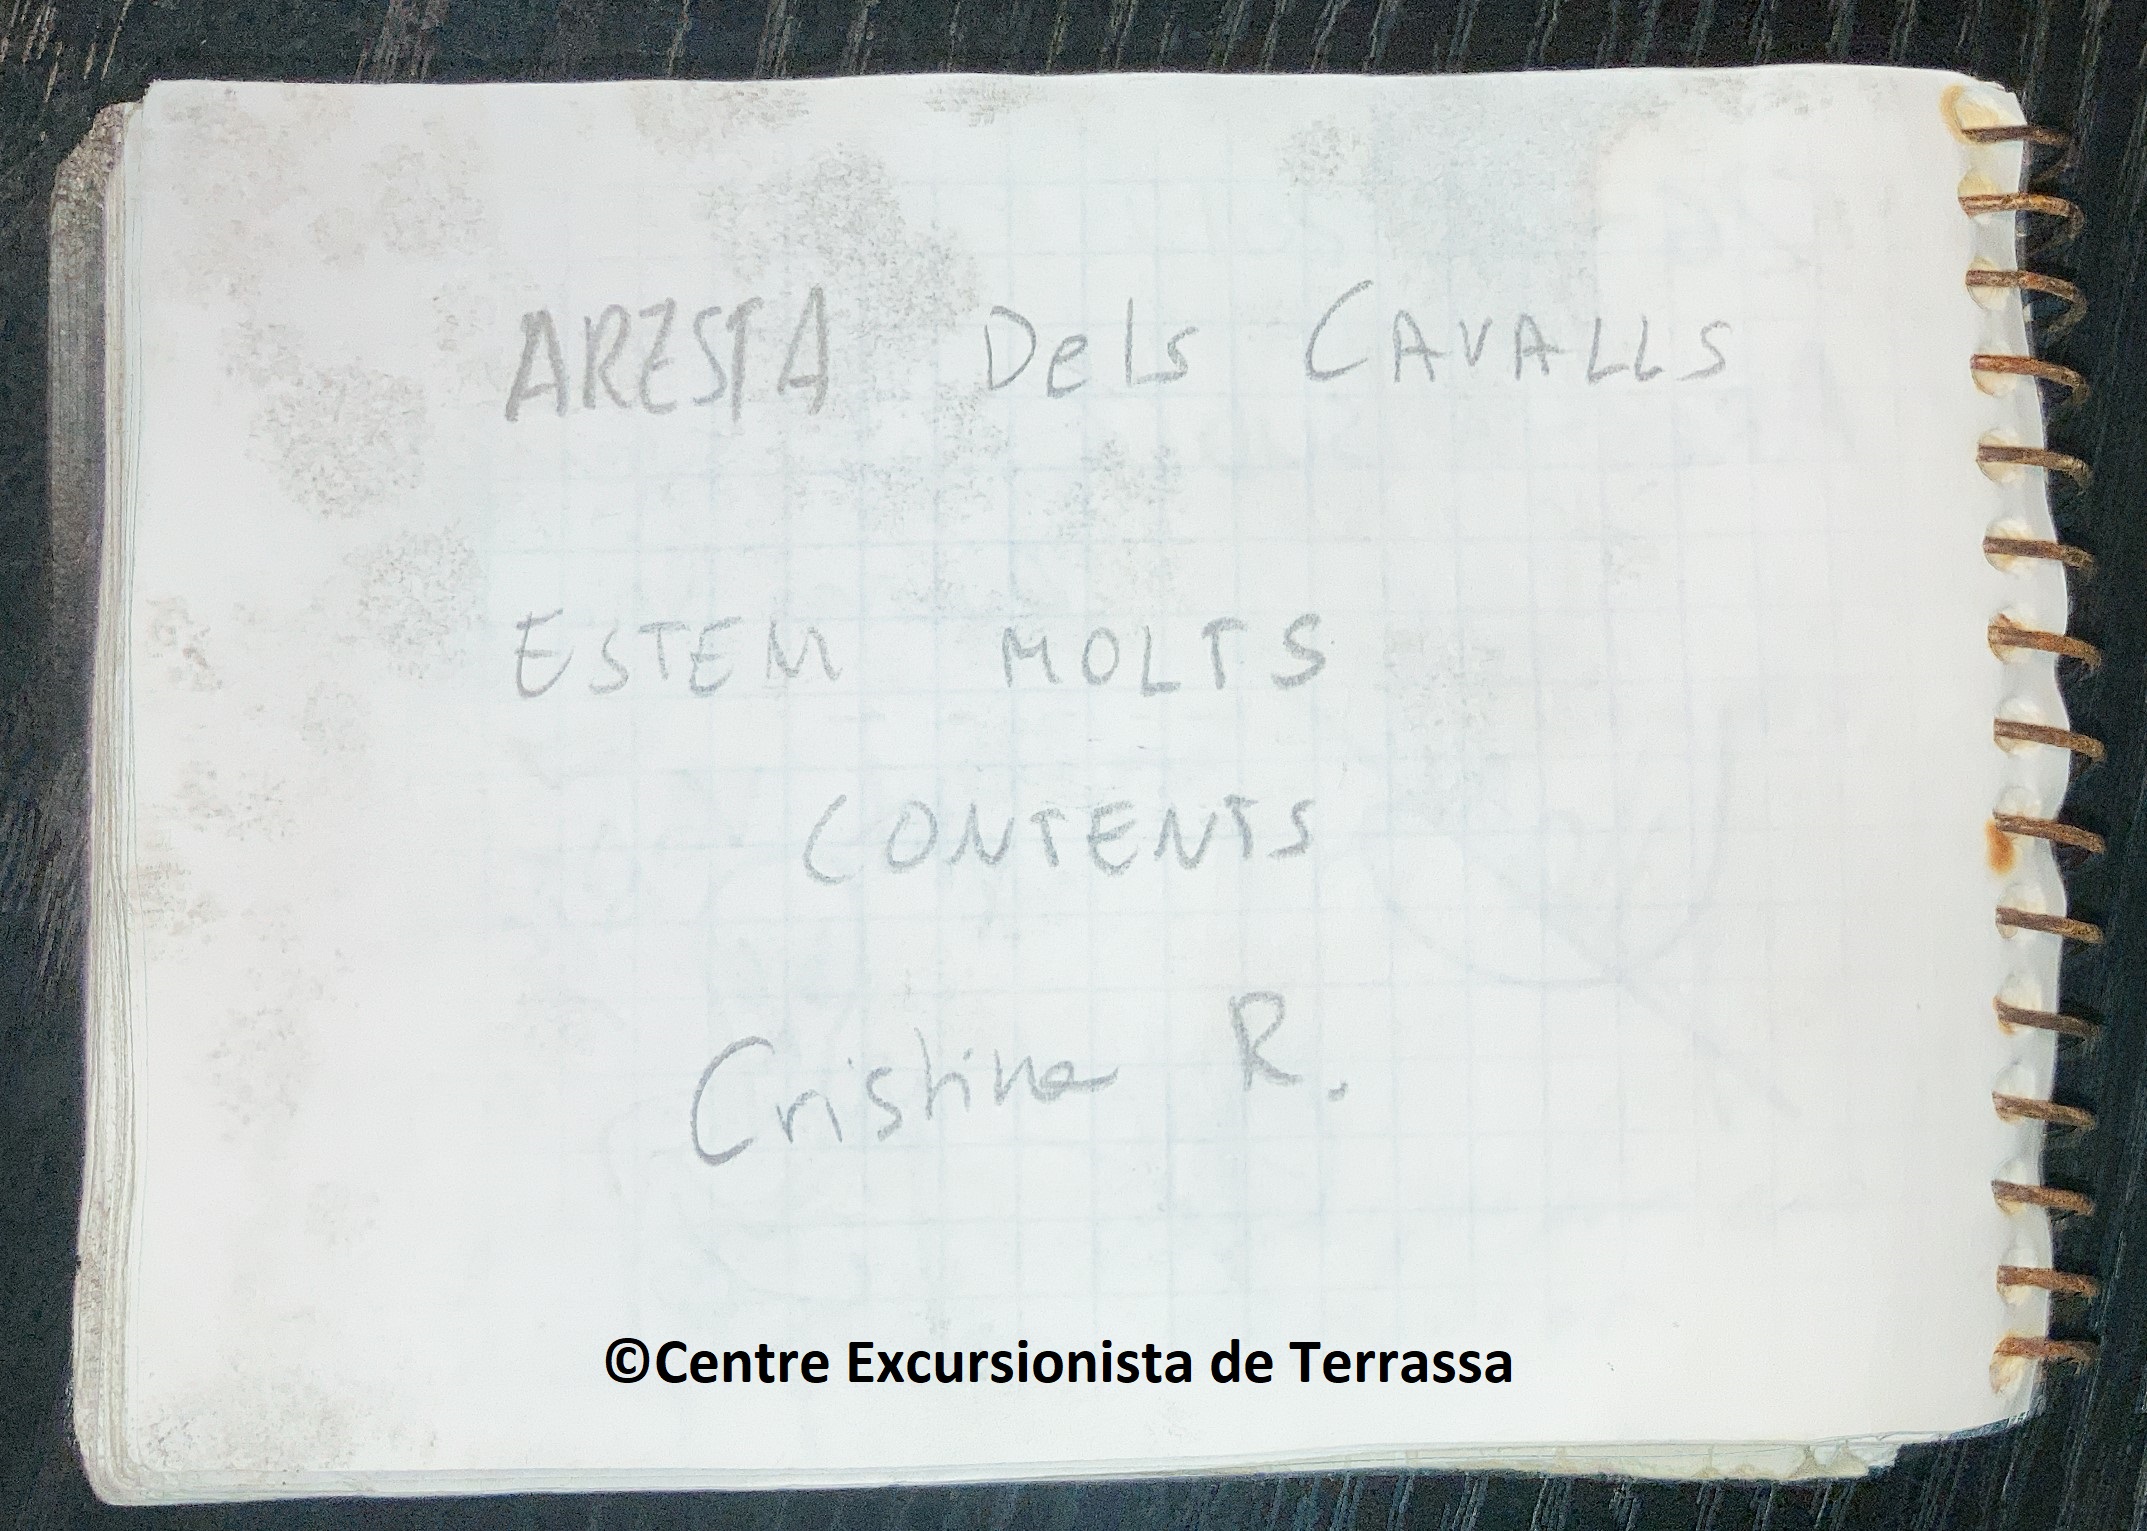 ARESTA Dels CAVALLS
ESTEM MOLTS
CONTENTS
Cristina R.
©Centre Excursionista de Terrassa